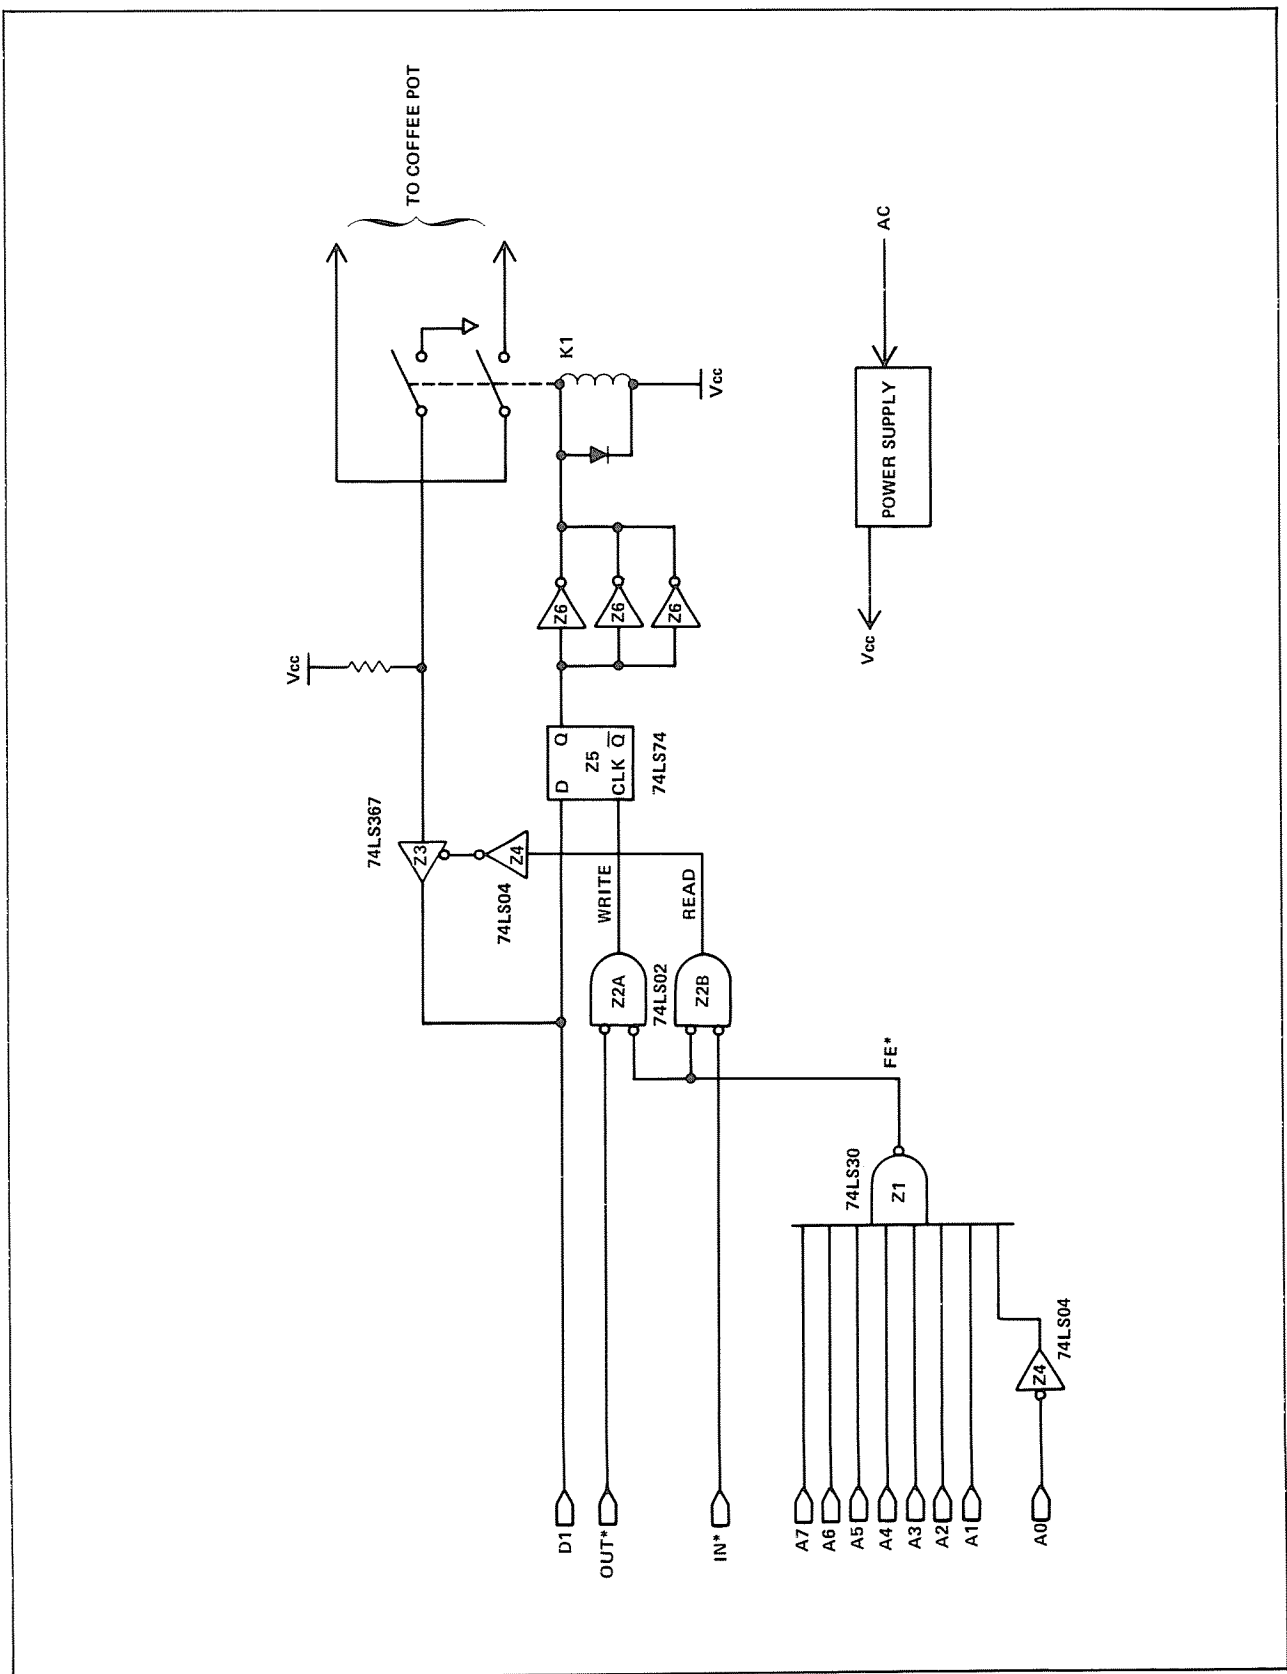 TO COFFEE POT
Vcc
74LS367
Z3
K1
74LS04
Z4
D
Q
Z5
CLK
Q
74LS74
Z6
Z6
Z6
Vcc
WRITE
READ
Z2A
74LS02
Z2B
D1
OUT*
IN*
FE*
74LS30
Z1
A7
A6
A5
A4
A3
A2
A1
A0
Z4
74LS04
Vcc
POWER SUPPLY
AC